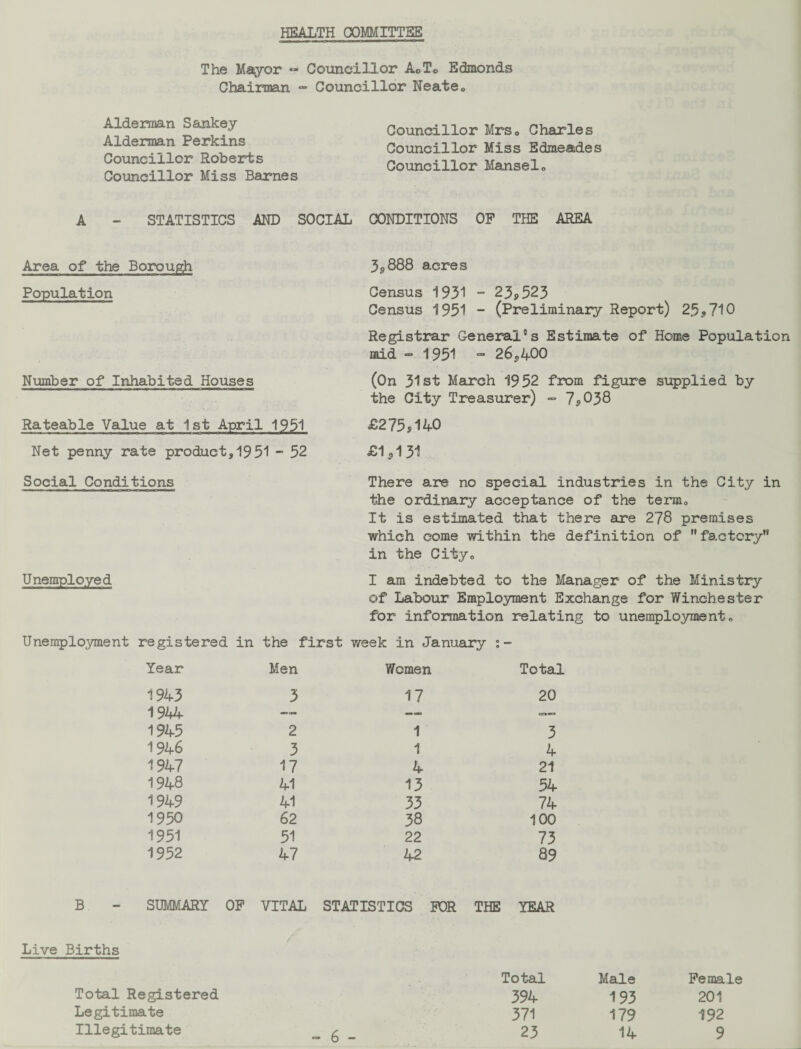 HEALTH COMMITTEE
The Mayor - Councillor A.T. Edmonds
Chairman - Councillor Neate.
Alderman Sankey
Alderman Perkins
Councillor Roberts
Councillor Miss Barnes
Councillor Mrs. Charles
Councillor Miss Edmeades
Councillor Mansel.
A - STATISTICS AND SOCIAL CONDITIONS OF THE AREA
Area of the Borough 3,888 acres
Population Census 1931 - 23,523
Census 1951 - (Preliminary Report) 25,710
Registrar General's Estimate of Home Population
mid - 1951 - 26,400
Number of Inhabited Houses (On 31st March 1952 from figure supplied by
the City Treasurer) - 7,038
Rateable Value at 1st April 1951 £275,140
Net penny rate product,1951 - 52 £1,131
Social Conditions There are no special industries in the City in
the ordinary acceptance of the term.
It is estimated that there are 278 premises
which come within the definition of "factory"
in the City.
Unemployed I am indebted to the Manager of the Ministry
of Labour Employment Exchange for Winchester
for information relating to unemployment.
Unemployment registered in the first week in January :-
Year Men Women Total
1943 3 17 20
1944 -- -- --
1945 2 1 3
1946 3 1 4
1947 17 4 21
1948 41 13 54
1949 41 33 74
1950 62 38 100
1951 51 22 73
1952 47 42 89
B - SUMMARY OF VITAL STATISTICS FOR THE YEAR
Live Births
Total Male Female
Total Registered 394 193 201
Legitimate 371 179 192
Illegitimate 23 14 9
- 6 -